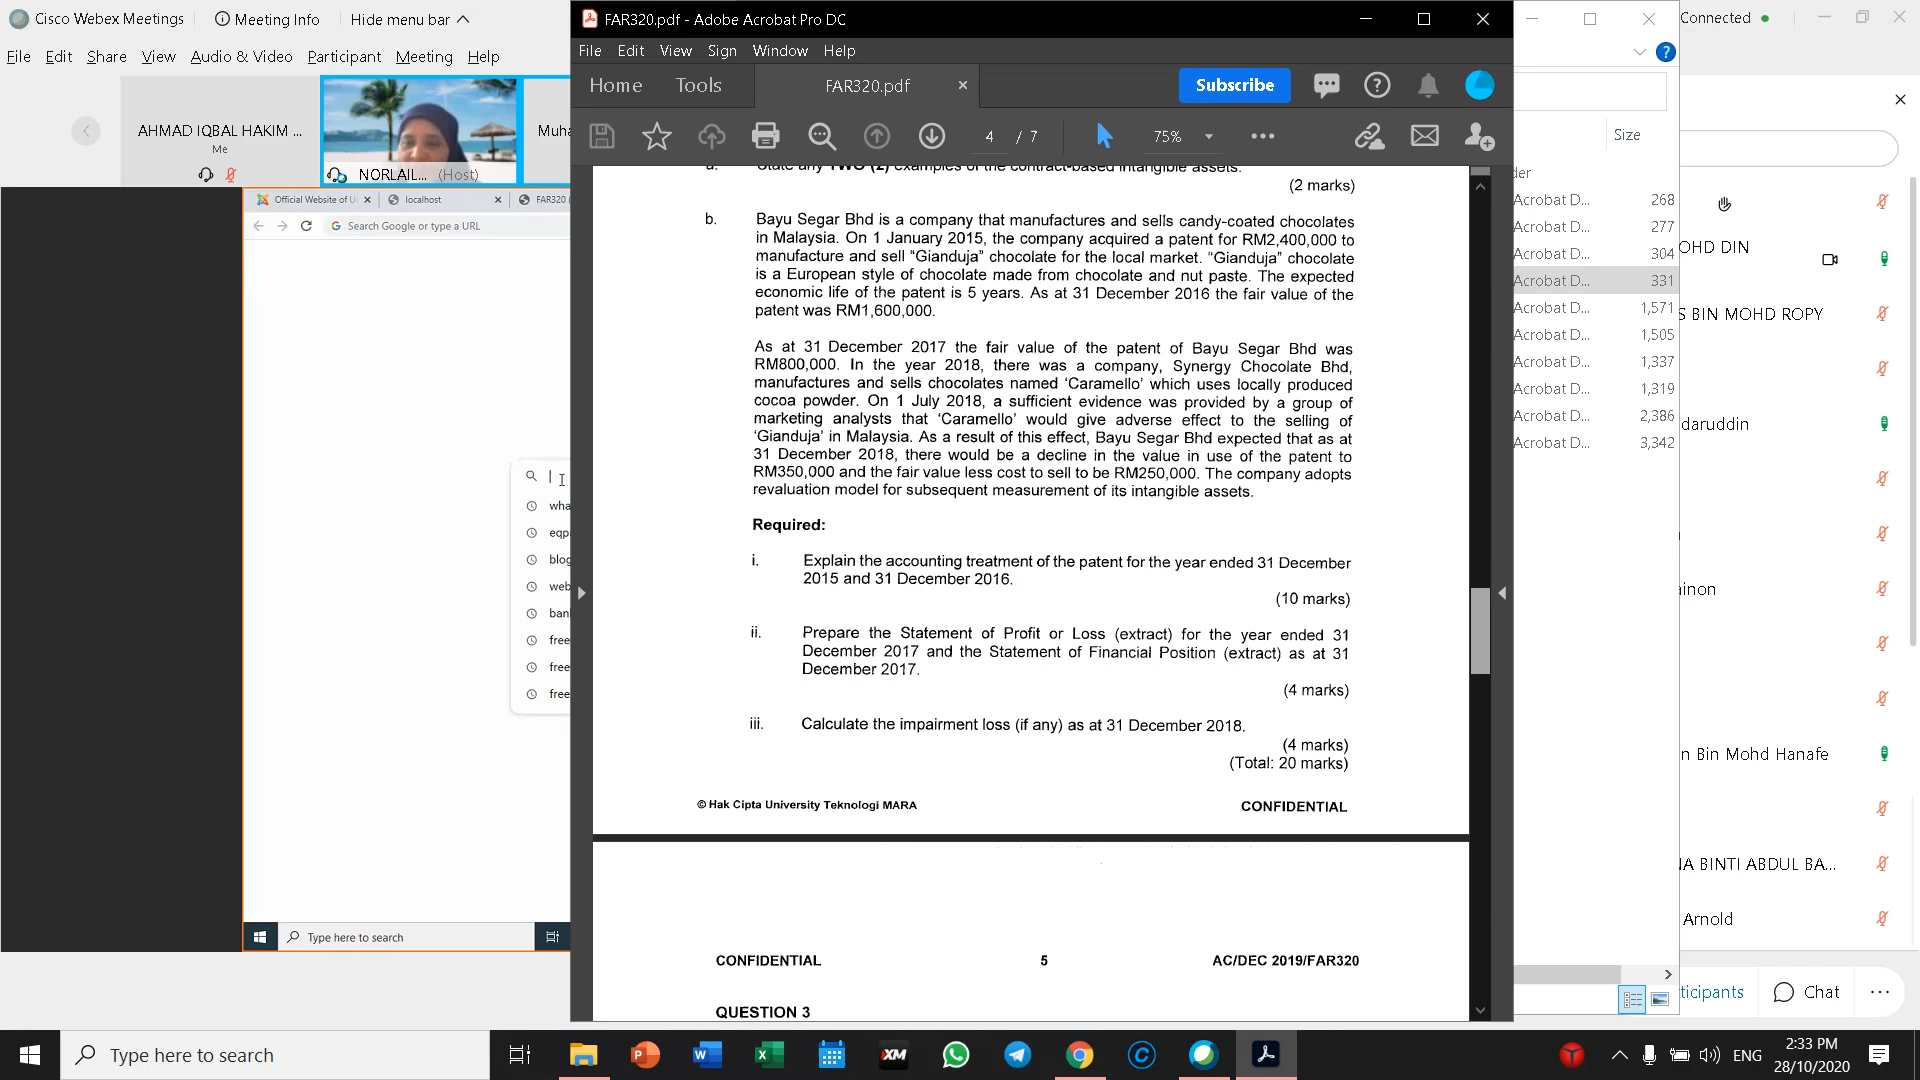 Cisco Webex Meetings
Meeting Info
Hide menu bar
File Edit Share View Audio & Video Participant Meeting Help
AHMAD IQBAL HAKIM ...
Me
NORLAIL... (Host)
Muha
Official Website of U
localhost
FAR320
Search Google or type a URL
wha
eqp
blog
web
bank
free
free
free
Type here to search
FAR320.pdf - Adobe Acrobat Pro DC
File Edit View Sign Window Help
Home Tools FAR320.pdf Subscribe
4 / 7 75%
a. State any TWO (2) examples of the contract-based intangible assets.
(2 marks)
b. Bayu Segar Bhd is a company that manufactures and sells candy-coated chocolates
in Malaysia. On 1 January 2015, the company acquired a patent for RM2,400,000 to
manufacture and sell “Gianduja” chocolate for the local market. “Gianduja” chocolate
is a European style of chocolate made from chocolate and nut paste. The expected
economic life of the patent is 5 years. As at 31 December 2016 the fair value of the
patent was RM1,600,000.
As at 31 December 2017 the fair value of the patent of Bayu Segar Bhd was
RM800,000. In the year 2018, there was a company, Synergy Chocolate Bhd,
manufactures and sells chocolates named ‘Caramello’ which uses locally produced
cocoa powder. On 1 July 2018, a sufficient evidence was provided by a group of
marketing analysts that ‘Caramello’ would give adverse effect to the selling of
‘Gianduja’ in Malaysia. As a result of this effect, Bayu Segar Bhd expected that as at
31 December 2018, there would be a decline in the value in use of the patent to
RM350,000 and the fair value less cost to sell to be RM250,000. The company adopts
revaluation model for subsequent measurement of its intangible assets.
Required:
i. Explain the accounting treatment of the patent for the year ended 31 December
2015 and 31 December 2016.
(10 marks)
ii. Prepare the Statement of Profit or Loss (extract) for the year ended 31
December 2017 and the Statement of Financial Position (extract) as at 31
December 2017.
(4 marks)
iii. Calculate the impairment loss (if any) as at 31 December 2018.
(4 marks)
(Total: 20 marks)
© Hak Cipta University Teknologi MARA CONFIDENTIAL
CONFIDENTIAL 5 AC/DEC 2019/FAR320
QUESTION 3
Size
der
Acrobat D... 268
Acrobat D... 277
Acrobat D... 304
Acrobat D... 331
Acrobat D... 1,571
Acrobat D... 1,505
Acrobat D... 1,337
Acrobat D... 1,319
Acrobat D... 2,386
Acrobat D... 3,342
Connected
OHD DIN
S BIN MOHD ROPY
daruddin
ainon
n Bin Mohd Hanafe
NA BINTI ABDUL BA...
Arnold
ticipants
Chat
Type here to search
ENG
2:33 PM
28/10/2020